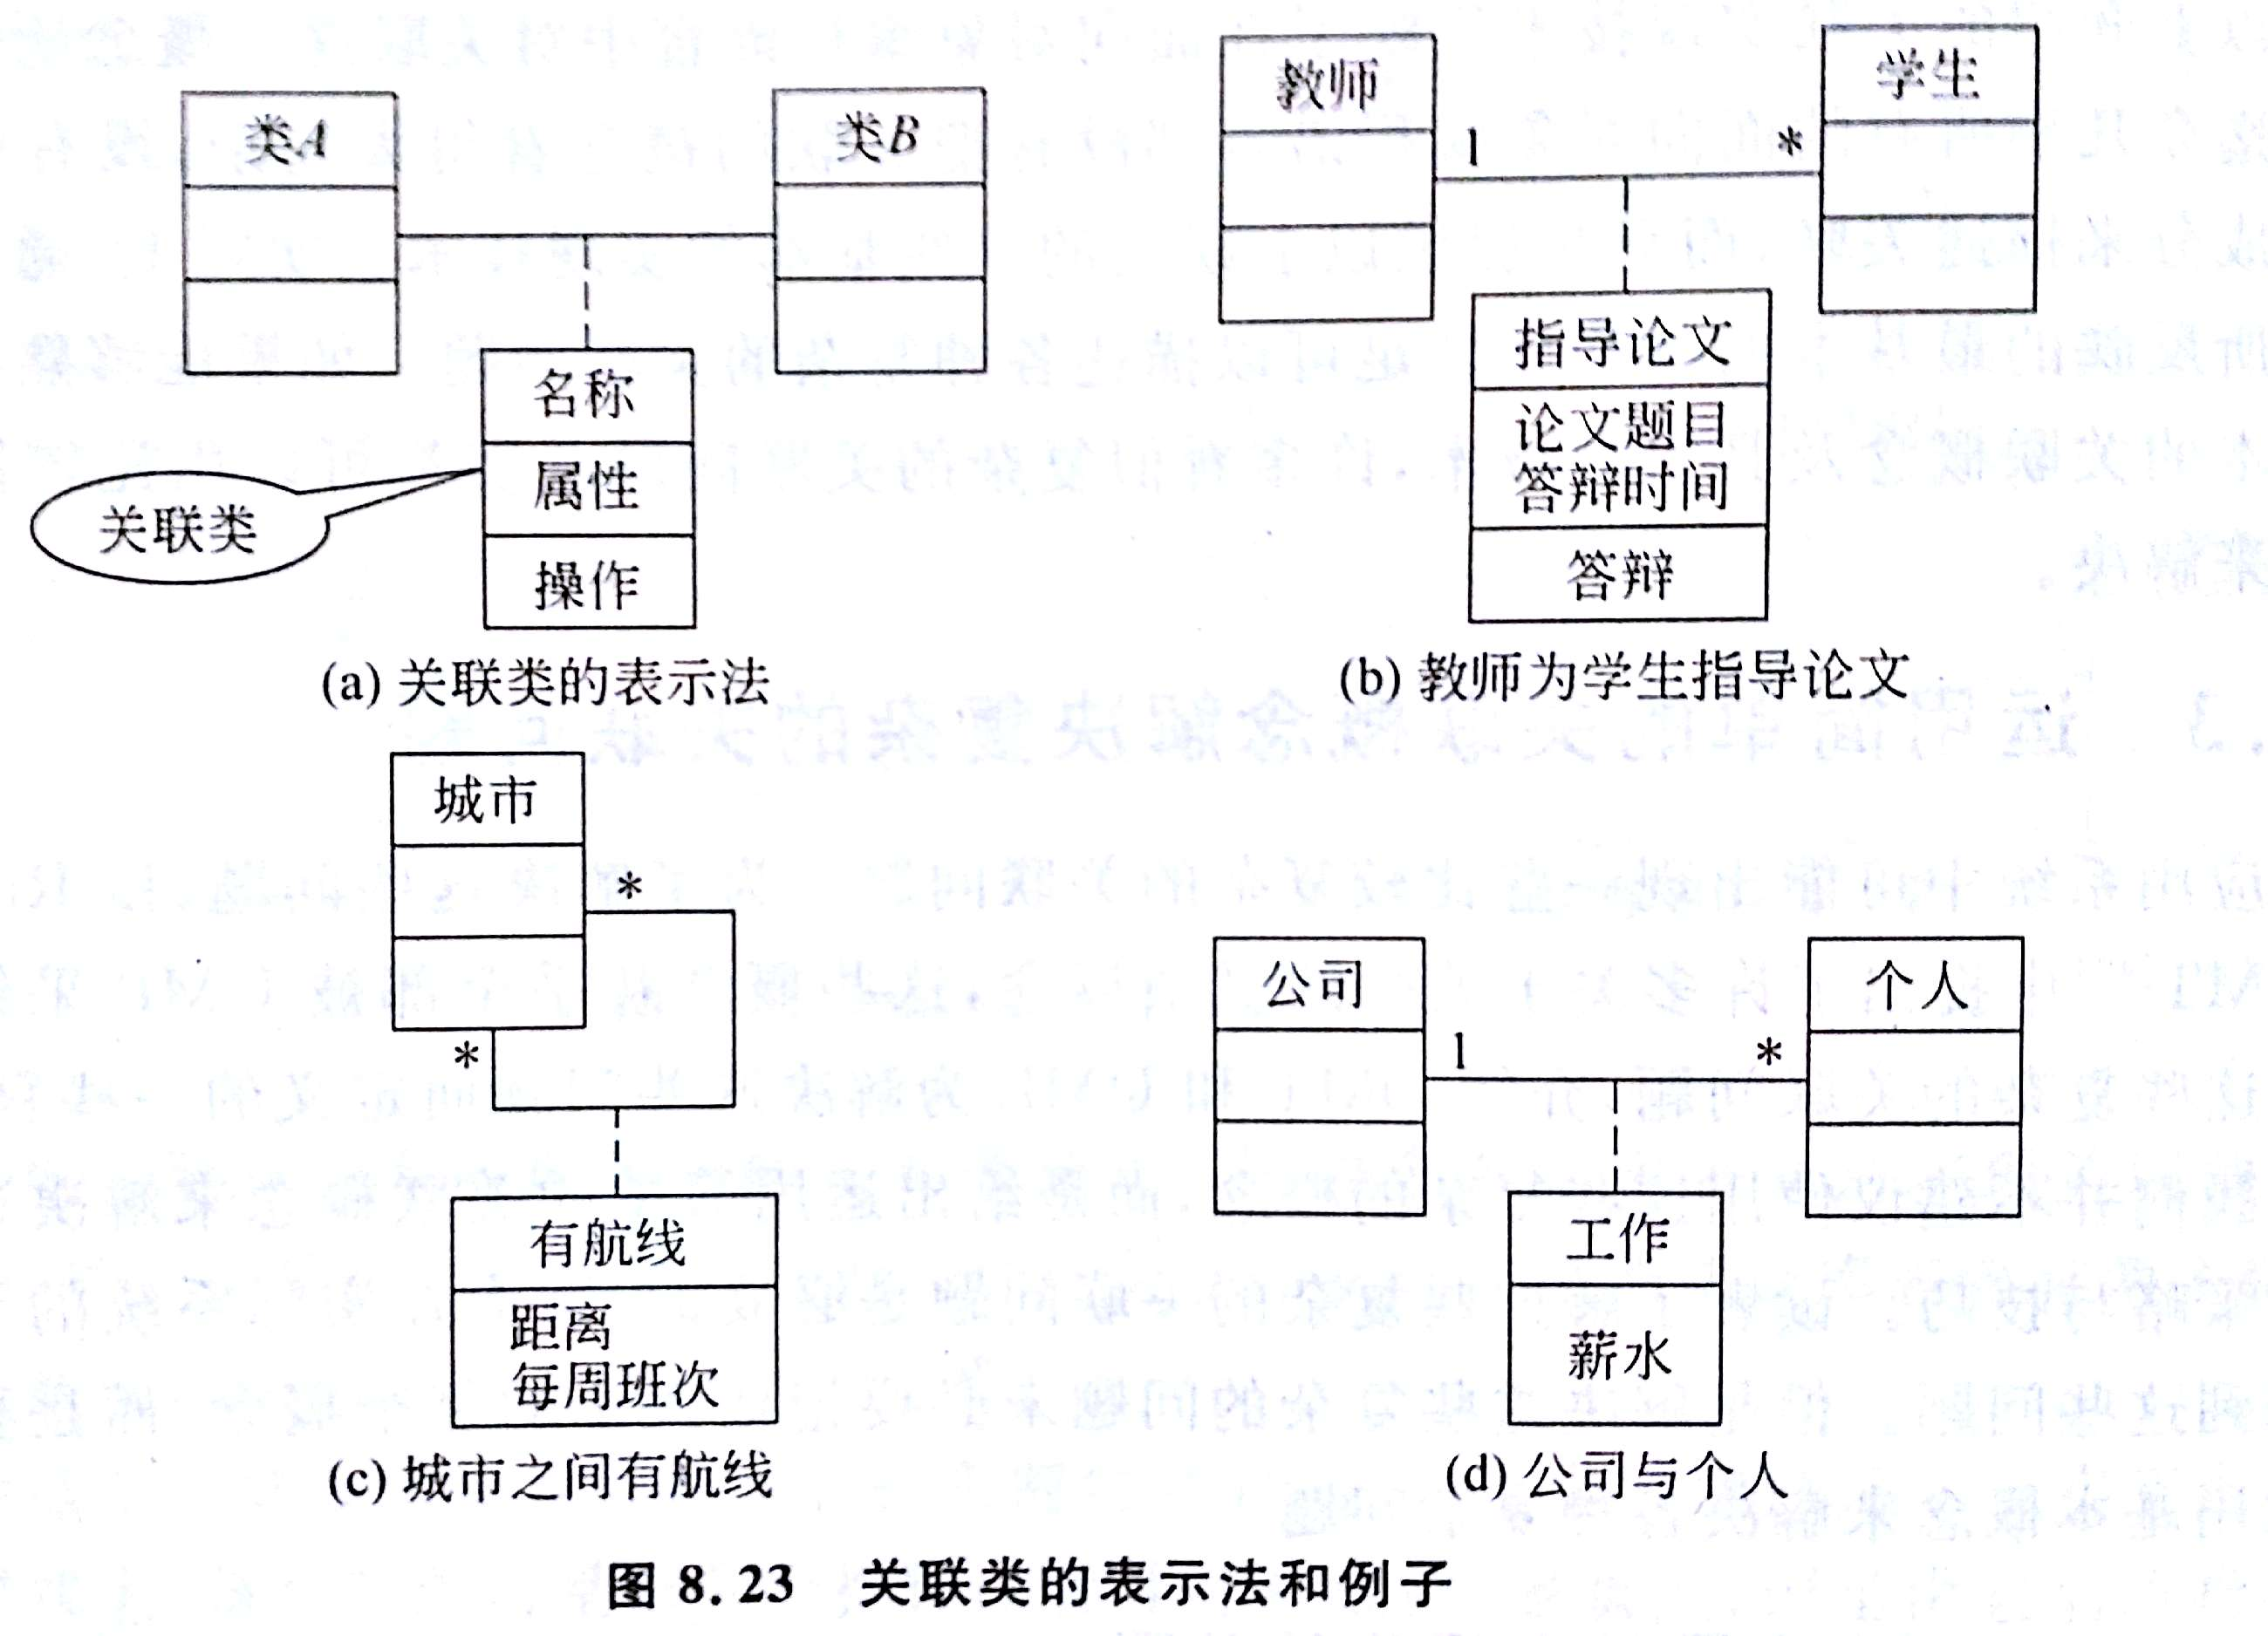 类A
类B
名称
属性
操作
关联类
(a) 关联类的表示法
教师
学生
1
*
指导论文
论文题目
答辩时间
答辩
(b) 教师为学生指导论文
城市
*
*
有航线
距离
每周班次
(c) 城市之间有航线
公司
个人
1
*
工作
薪水
(d) 公司与个人
图 8.23 关联类的表示法和例子